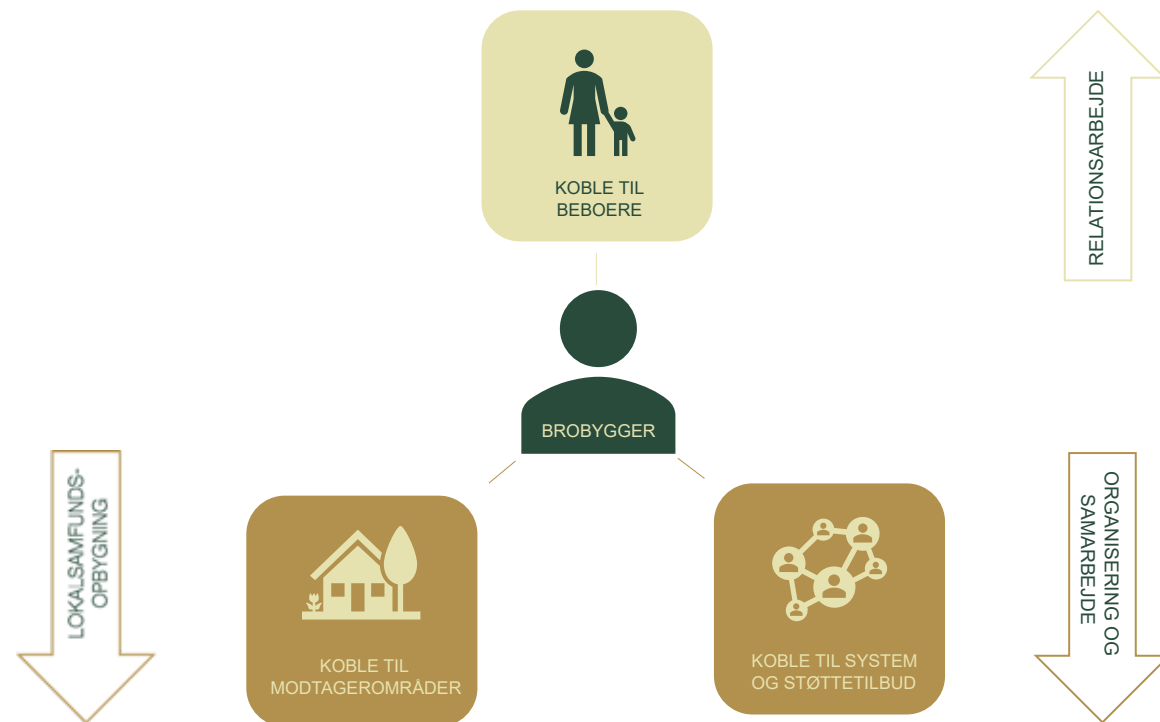 KOBLE TIL
BEBOERE
RELATIONSARBEJDE
BROBYGGER
LOKALSAMFUNDS-
OPBYGNING
KOBLE TIL
MODTAGEROMRÅDER
KOBLE TIL SYSTEM
OG STØTTETILBUD
ORGANISERING OG
SAMARBEJDE